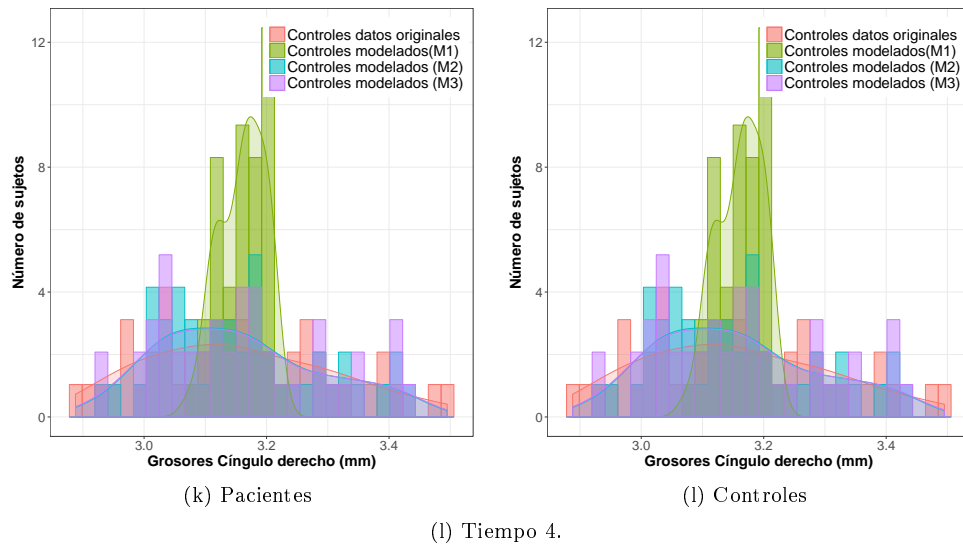 12
8
4
0
Número de sujetos
Controles datos originales
Controles modelados(M1)
Controles modelados (M2)
Controles modelados (M3)
3.0
3.2
3.4
Grosores Cíngulo derecho (mm)
(k) Pacientes
12
8
4
0
Número de sujetos
Controles datos originales
Controles modelados(M1)
Controles modelados (M2)
Controles modelados (M3)
3.0
3.2
3.4
Grosores Cíngulo derecho (mm)
(l) Controles
(l) Tiempo 4.